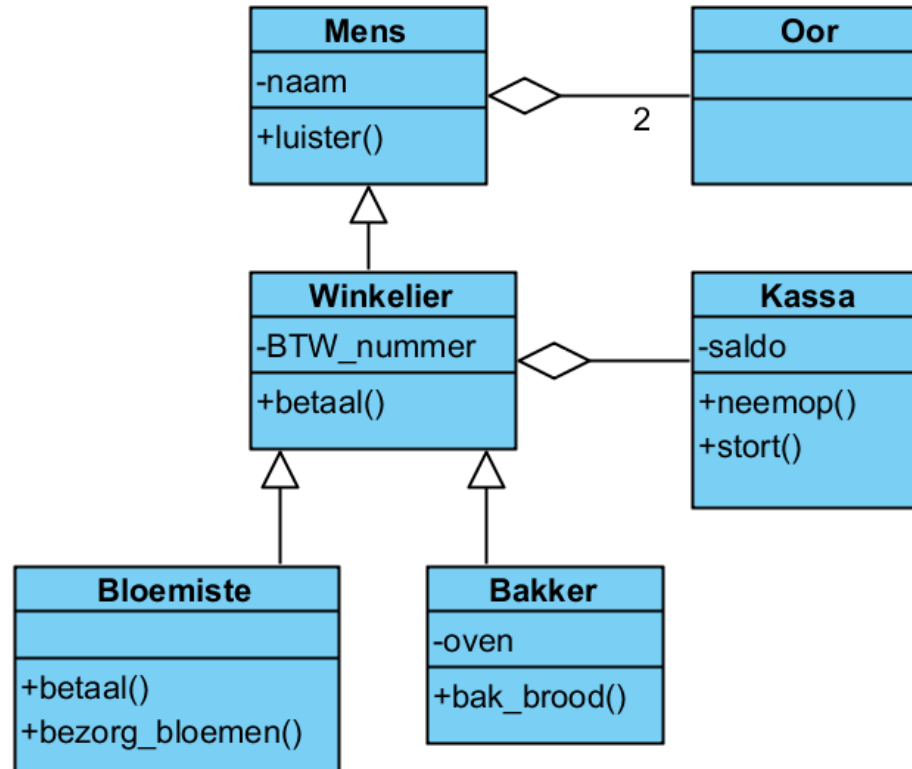 Mens
-naam
+luister()
Oor
2
Winkelier
-BTW_nummer
+betaal()
Kassa
-saldo
+neemop()
+stort()
Bloemiste
+betaal()
+bezorg_bloemen()
Bakker
-oven
+bak_brood()